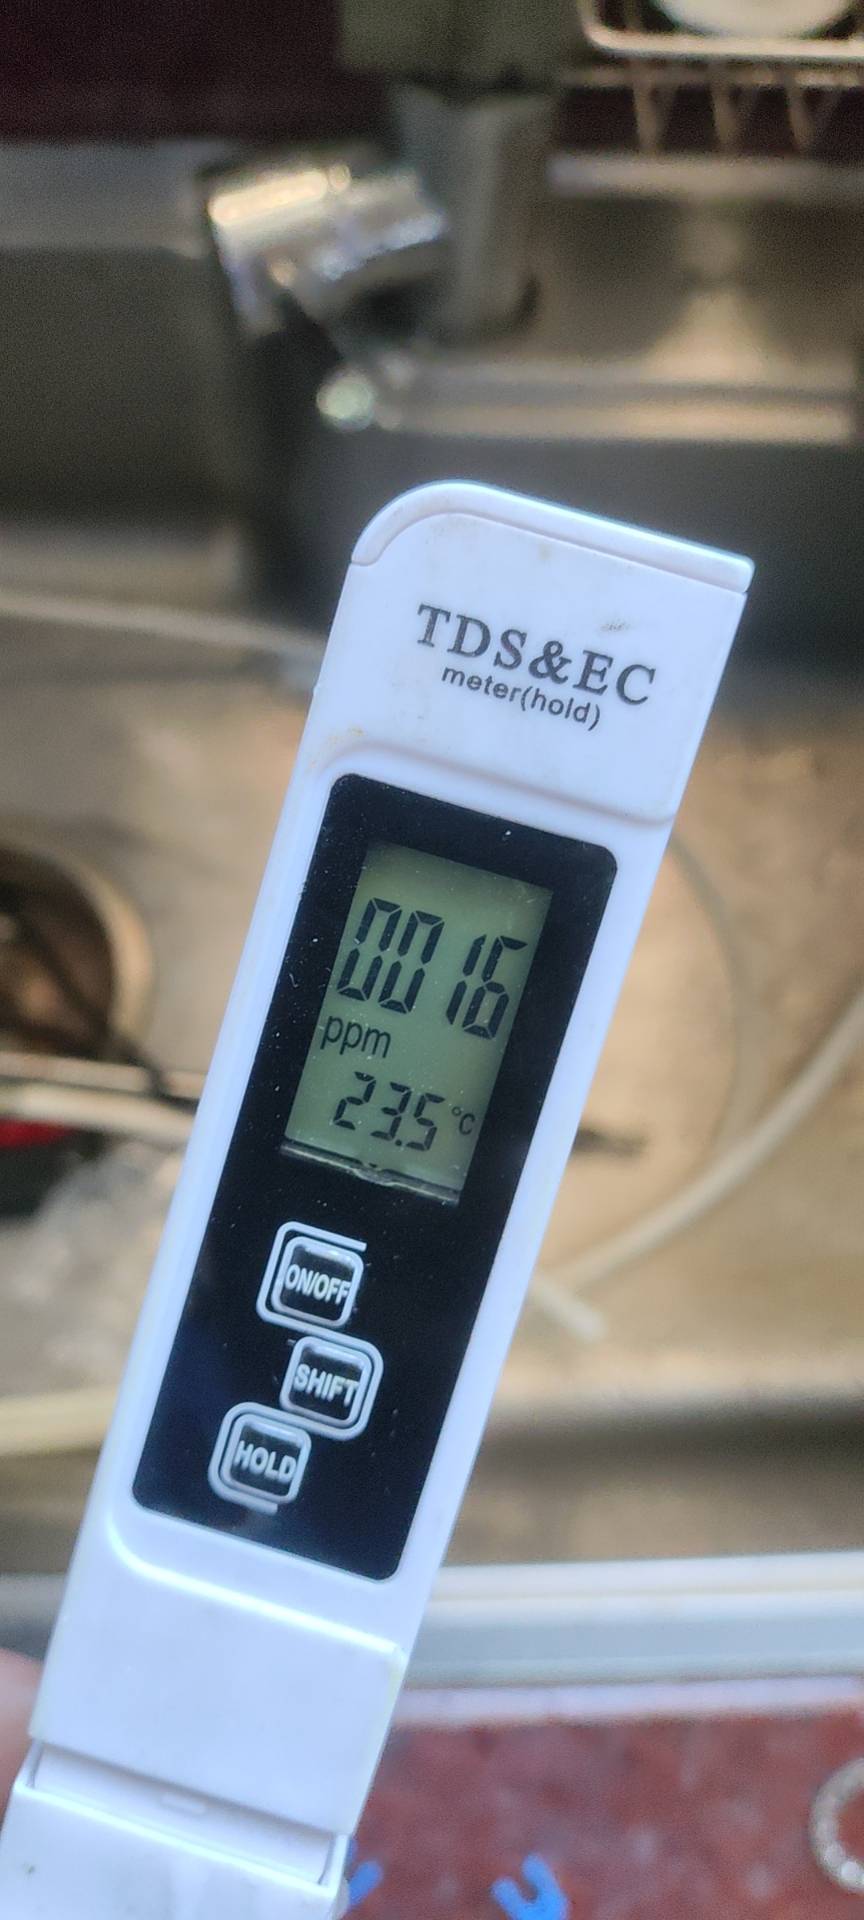 TDS&EC
meter(hold)
0016
ppm
23.5 °C
ON/OFF
SHIFT
HOLD